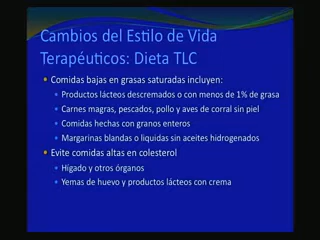 Cambios del Estilo de Vida
Terapéuticos: Dieta TLC
Comidas bajas en grasas saturadas incluyen:
Productos lácteos descremados o con menos de 1% de grasa
Carnes magras, pescados, pollo y aves de corral sin piel
Comidas hechas con granos enteros
Margarinas blandas o liquidas sin aceites hidrogenados
Evite comidas altas en colesterol
Hígado y otros órganos
Yemas de huevo y productos lácteos con crema